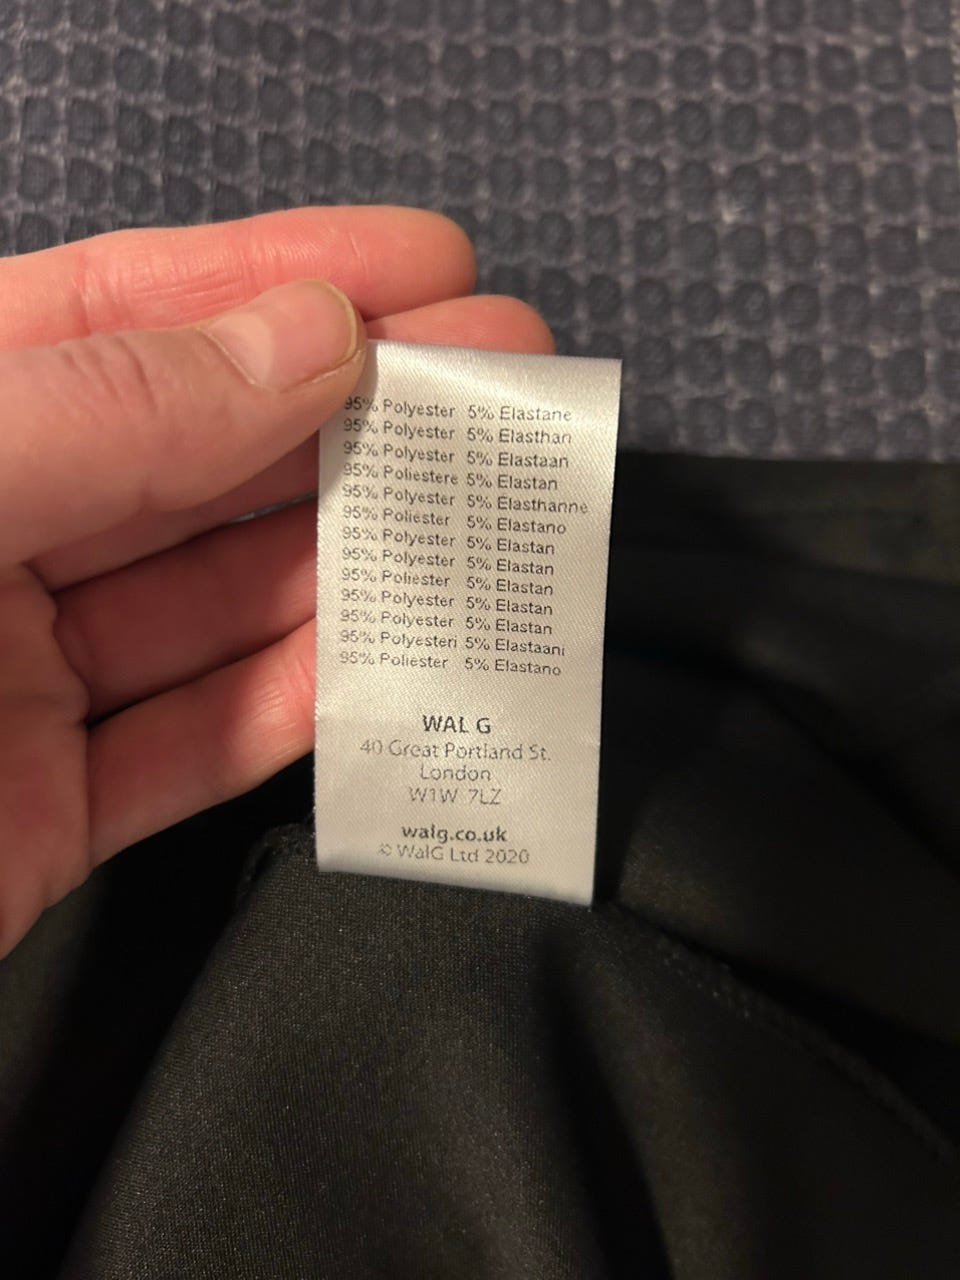 95% Polyester 5% Elastane
95% Polyester 5% Elasthan
95% Polyester 5% Elastaan
95% Poliestere 5% Elastan
95% Polyester 5% Elasthanne
95% Poliester 5% Elastano
95% Polyester 5% Elastan
95% Polyester 5% Elastan
95% Poliester 5% Elastan
95% Polyester 5% Elastan
95% Polyester 5% Elastan
95% Polyesteri 5% Elastaani
95% Poliester 5% Elastano
WAL G
40 Great Portland St.
London
W1W 7LZ
walg.co.uk
© WalG Ltd 2020